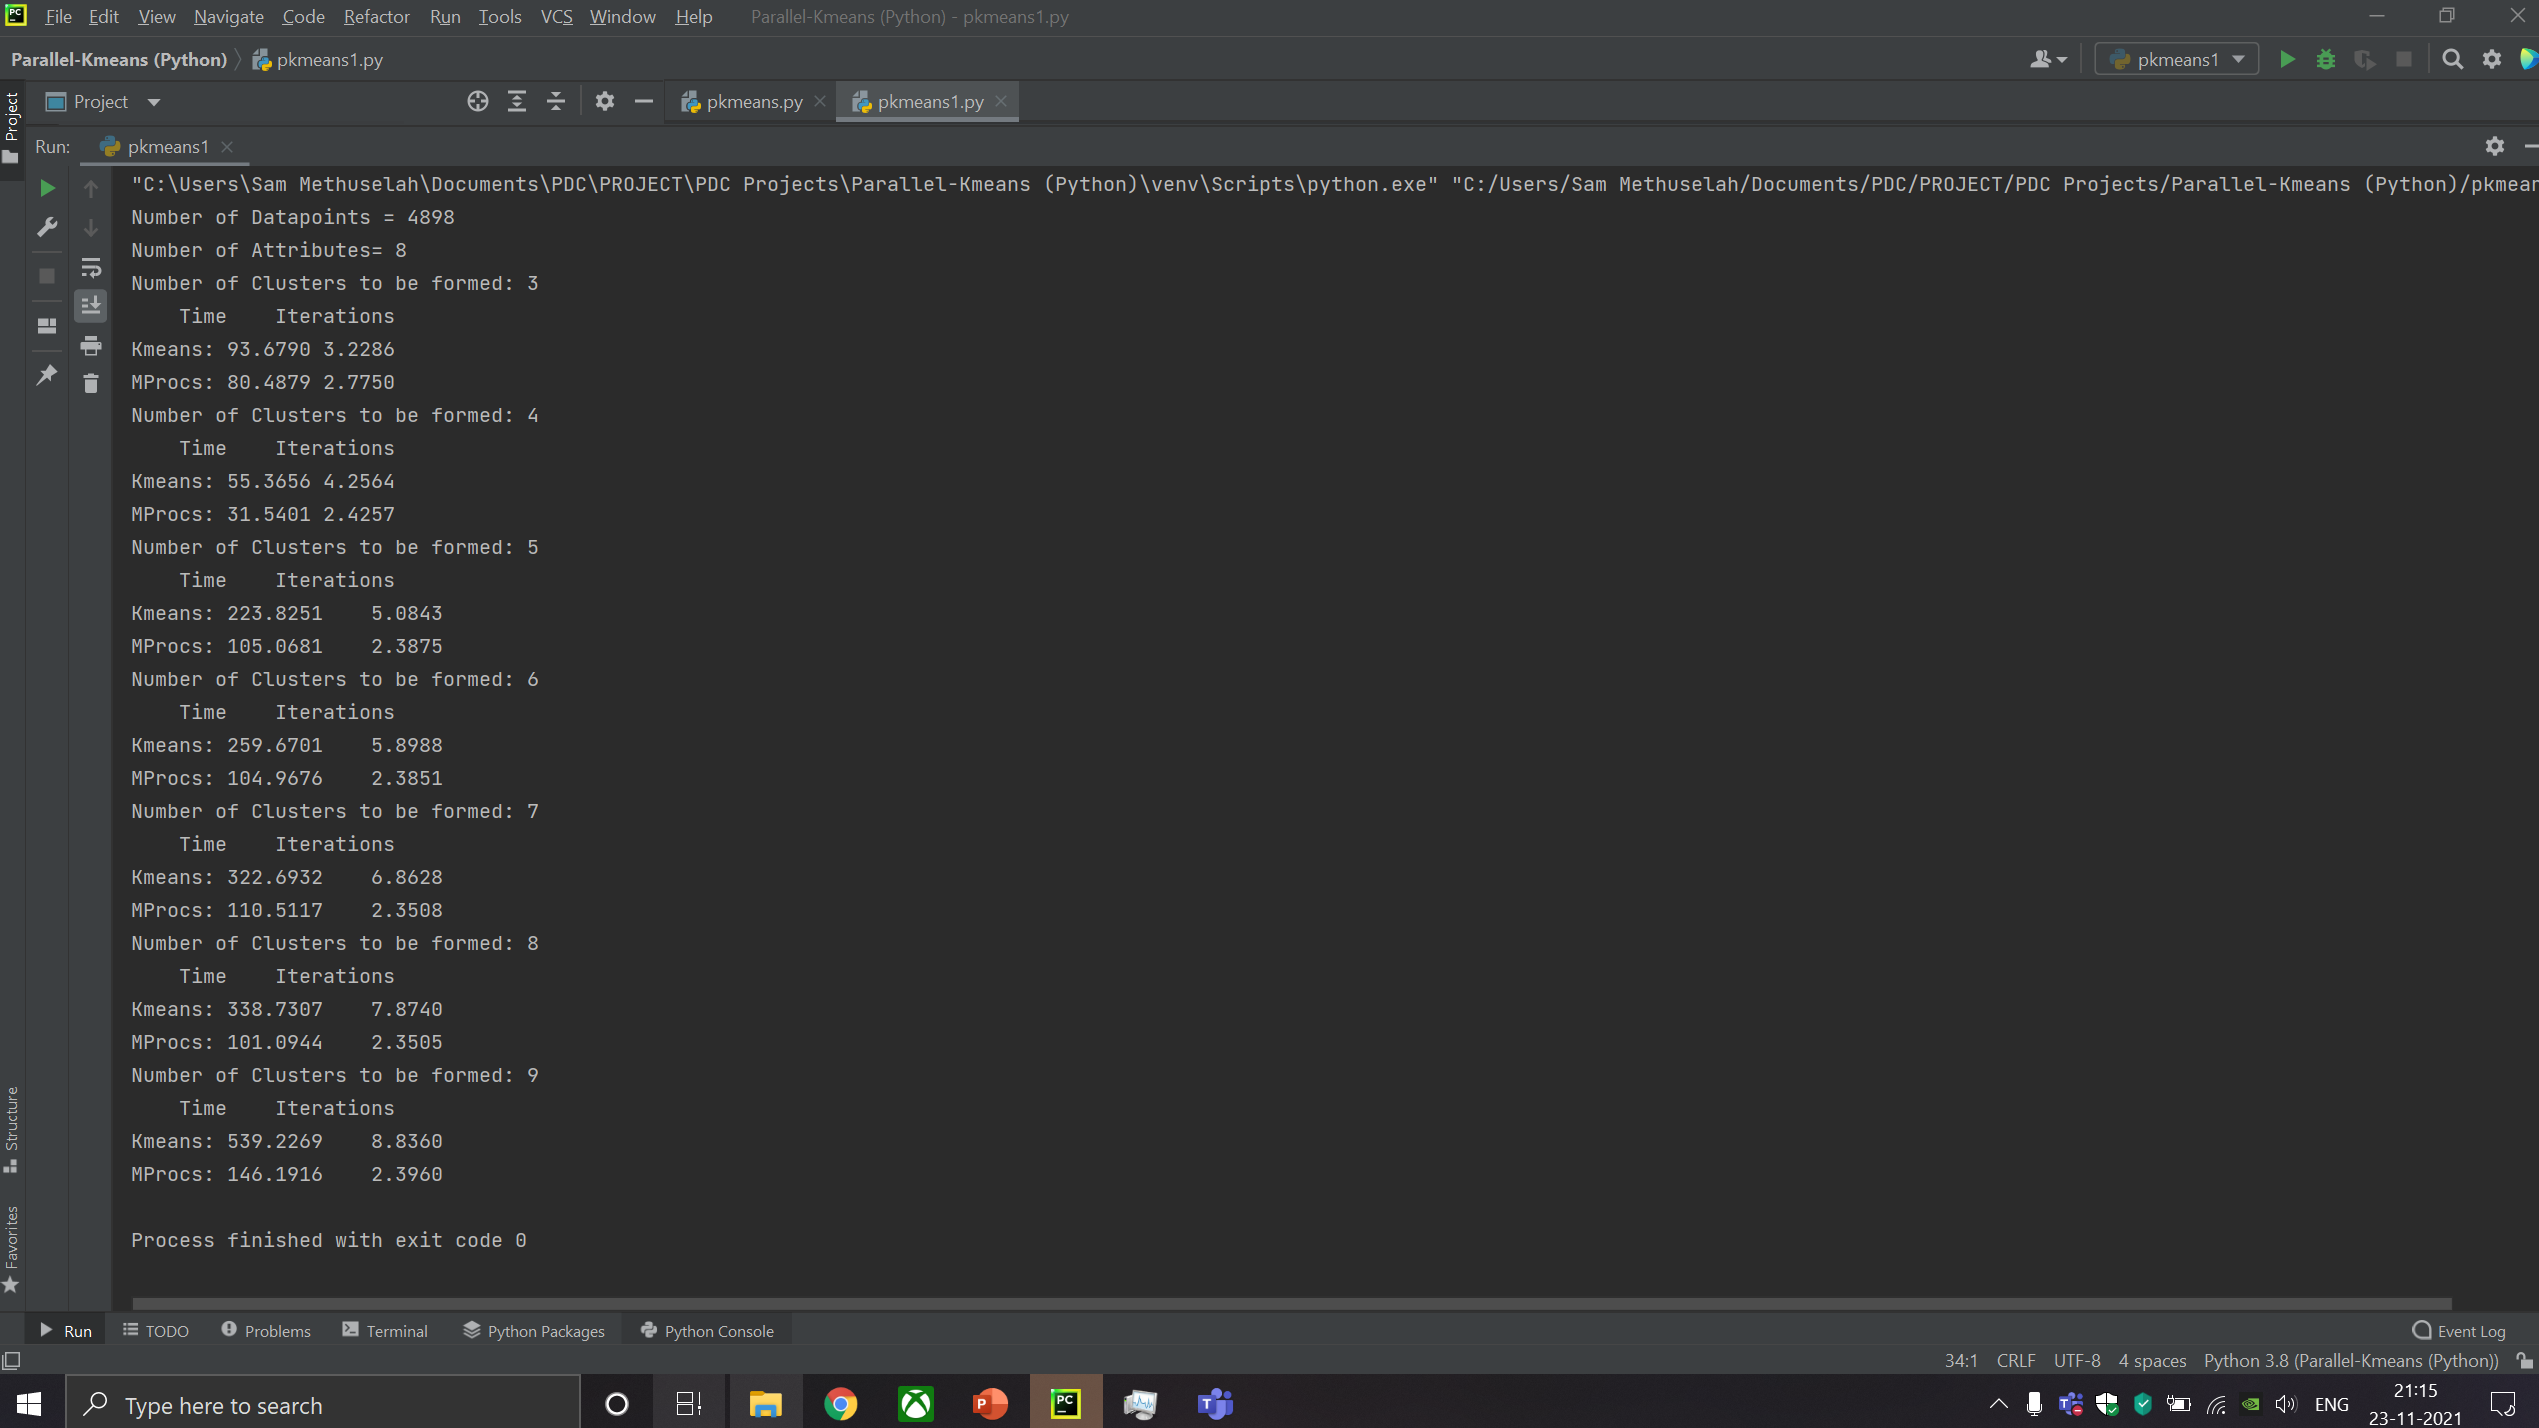 File Edit View Navigate Code Refactor Run Tools VCS Window Help Parallel-Kmeans (Python) - pkmeans1.py
Parallel-Kmeans (Python) pkmeans1.py pkmeans1
Project pkmeans.py pkmeans1.py
Project
Run: pkmeans1
"C:\Users\Sam Methuselah\Documents\PDC\PROJECT\PDC Projects\Parallel-Kmeans (Python)\venv\Scripts\python.exe" "C:/Users/Sam Methuselah/Documents/PDC/PROJECT/PDC Projects/Parallel-Kmeans (Python)/pkmean
Number of Datapoints = 4898
Number of Attributes= 8
Number of Clusters to be formed: 3
Time Iterations
Kmeans: 93.6790 3.2286
MProcs: 80.4879 2.7750
Number of Clusters to be formed: 4
Time Iterations
Kmeans: 55.3656 4.2564
MProcs: 31.5401 2.4257
Number of Clusters to be formed: 5
Time Iterations
Kmeans: 223.8251 5.0843
MProcs: 105.0681 2.3875
Number of Clusters to be formed: 6
Time Iterations
Kmeans: 259.6701 5.8988
MProcs: 104.9676 2.3851
Number of Clusters to be formed: 7
Time Iterations
Kmeans: 322.6932 6.8628
MProcs: 110.5117 2.3508
Number of Clusters to be formed: 8
Time Iterations
Kmeans: 338.7307 7.8740
MProcs: 101.0944 2.3505
Number of Clusters to be formed: 9
Time Iterations
Kmeans: 539.2269 8.8360
MProcs: 146.1916 2.3960
Process finished with exit code 0
Structure
Favorites
Run TODO Problems Terminal Python Packages Python Console Event Log
34:1 CRLF UTF-8 4 spaces Python 3.8 (Parallel-Kmeans (Python))
Type here to search ENG 21:15
23-11-2021